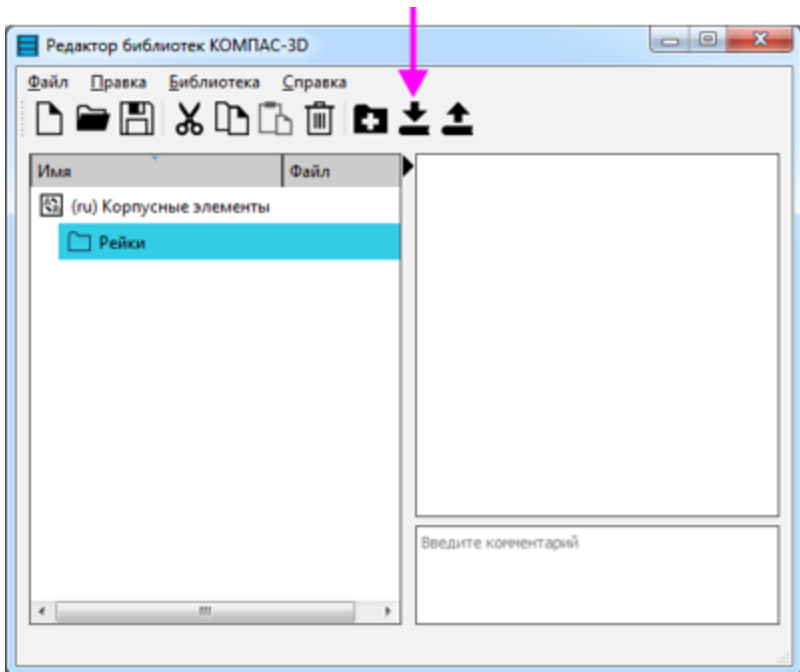 Редактор библиотек КОМПАС-3D
Файл Правка Библиотека Справка
Имя Файл
(ru) Корпусные элементы
Рейки
Введите комментарий